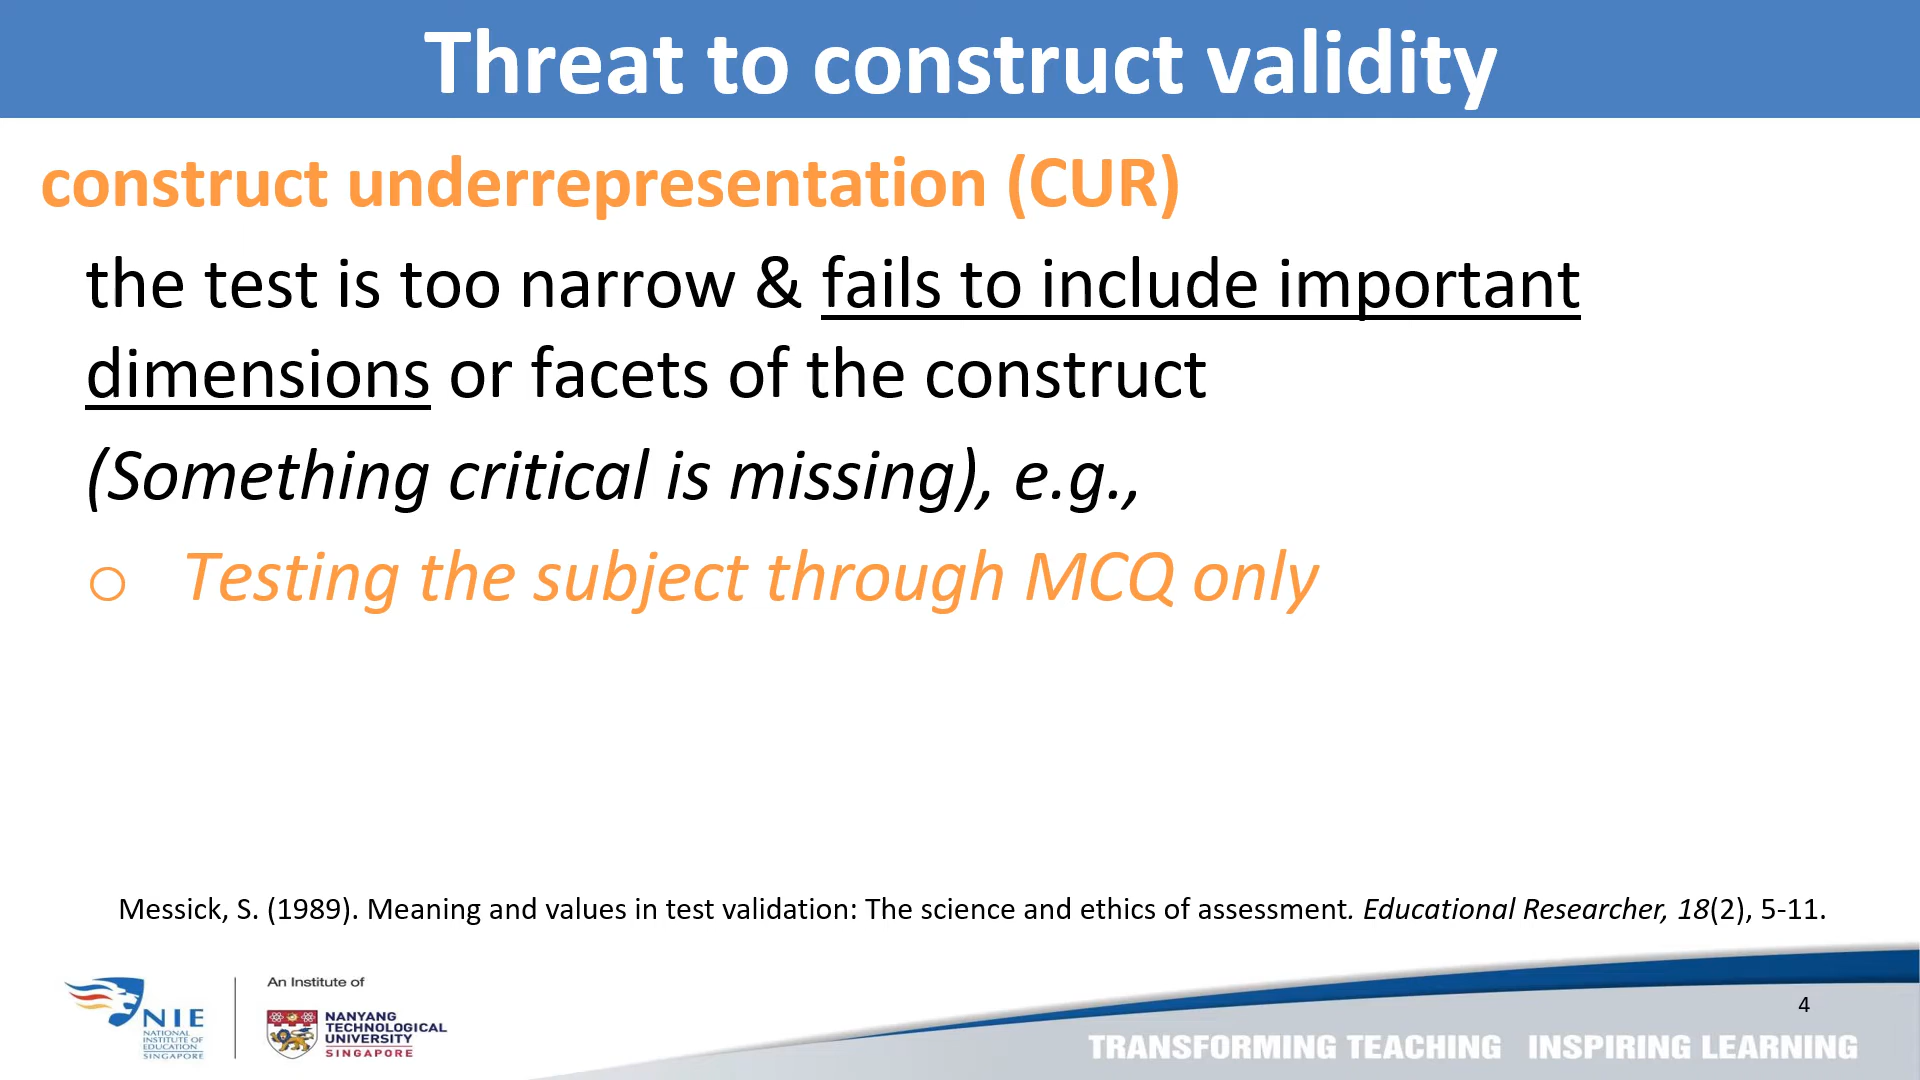 Threat to construct validity
construct underrepresentation (CUR)
the test is too narrow & fails to include important
dimensions or facets of the construct
(Something critical is missing), e.g.,
o Testing the subject through MCQ only
Messick, S. (1989). Meaning and values in test validation: The science and ethics of assessment. Educational Researcher, 18(2), 5-11.
NIE
NATIONAL
INSTITUTE OF
EDUCATION
SINGAPORE
An Institute of
NANYANG
TECHNOLOGICAL
UNIVERSITY
SINGAPORE
4
TRANSFORMING TEACHING INSPIRING LEARNING